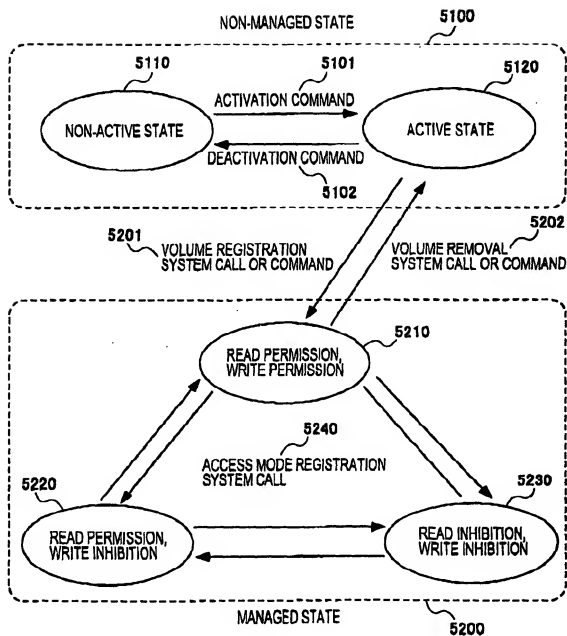 NON-MANAGED STATE
5100
5110
5101
5120
ACTIVATION COMMAND
NON-ACTIVE STATE
ACTIVE STATE
DEACTIVATION COMMAND
5102
5201
VOLUME REGISTRATION
SYSTEM CALL OR COMMAND
5202
VOLUME REMOVAL
SYSTEM CALL OR COMMAND
5210
READ PERMISSION,
WRITE PERMISSION
5240
ACCESS MODE REGISTRATION
SYSTEM CALL
5220
READ PERMISSION,
WRITE INHIBITION
5230
READ INHIBITION,
WRITE INHIBITION
MANAGED STATE
5200